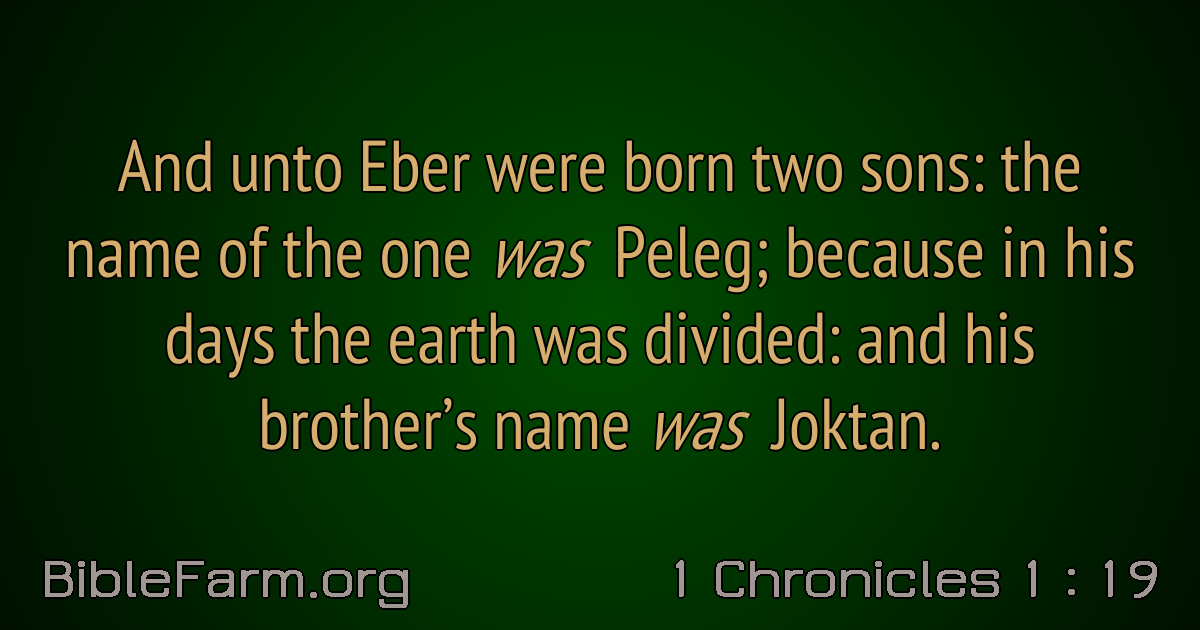 And unto Eber were born two sons: the
name of the one was Peleg; because in his
days the earth was divided: and his
brother’s name was Joktan.
BibleFarm.org
1 Chronicles 1 : 19